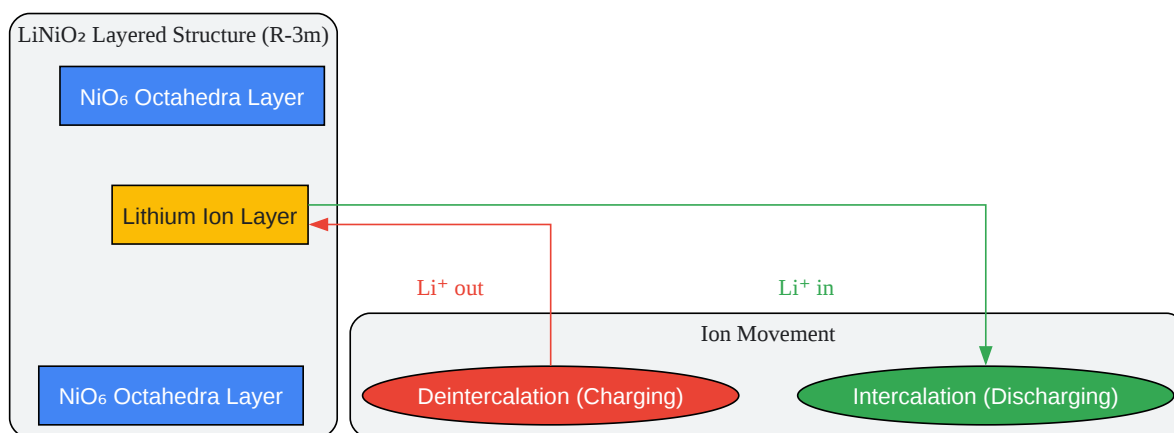 LiNiO₂ Layered Structure (R-3m)
NiO₆ Octahedra Layer
Lithium Ion Layer
Li⁺ out
Li⁺ in
Ion Movement
NiO₆ Octahedra Layer
Deintercalation (Charging)
Intercalation (Discharging)